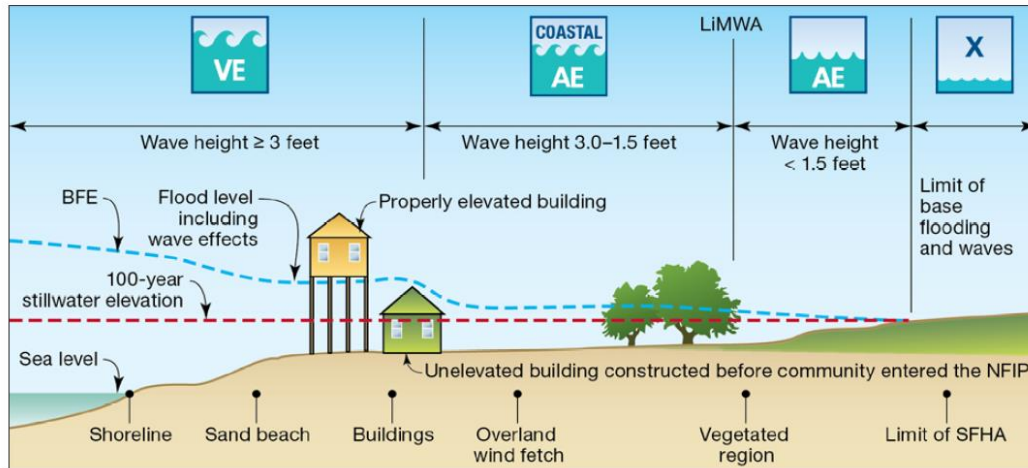 VE
COASTAL
AE
LiMWA
AE
X
Wave height ≥ 3 feet
Wave height 3.0–1.5 feet
Wave height
< 1.5 feet
Limit of
base
flooding
and waves
BFE
Flood level
including
wave effects
Properly elevated building
100-year
stillwater elevation
Sea level
Unelevated building constructed before community entered the NFIP
Shoreline
Sand beach
Buildings
Overland
wind fetch
Vegetated
region
Limit of SFHA